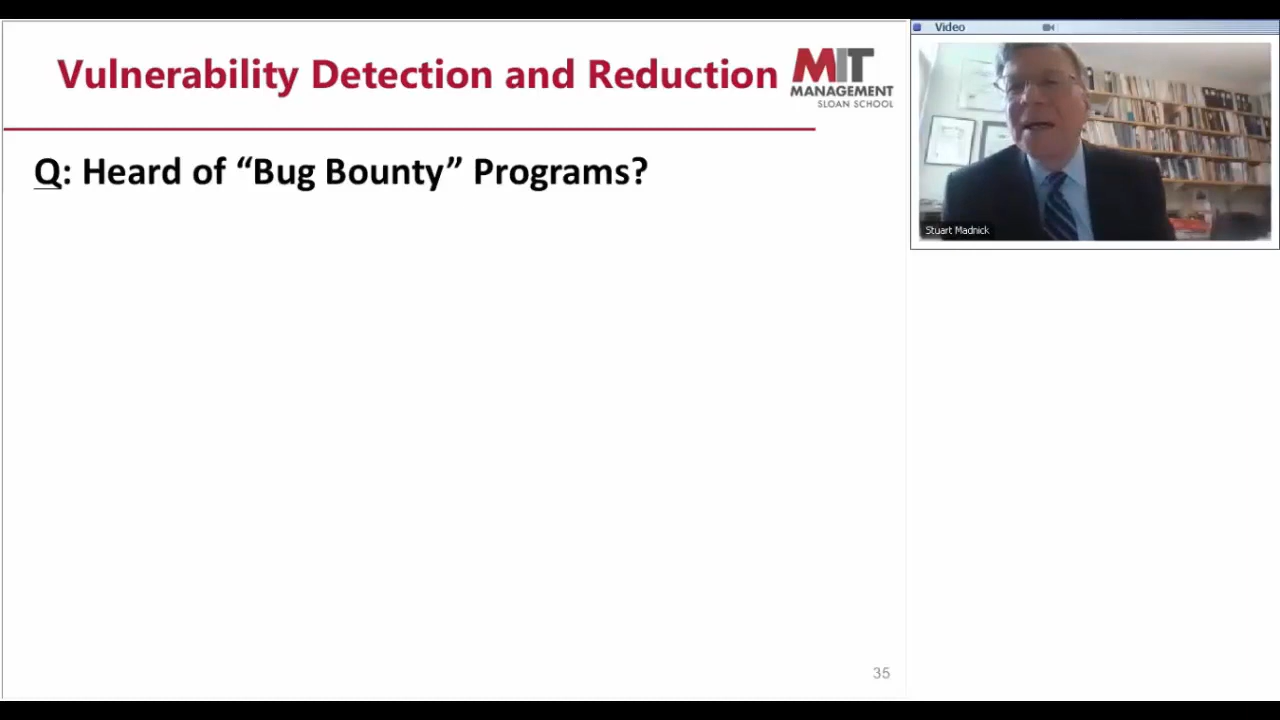 Vulnerability Detection and Reduction
MIT
MANAGEMENT
SLOAN SCHOOL
Q: Heard of “Bug Bounty” Programs?
35
Video
Stuart Madnick